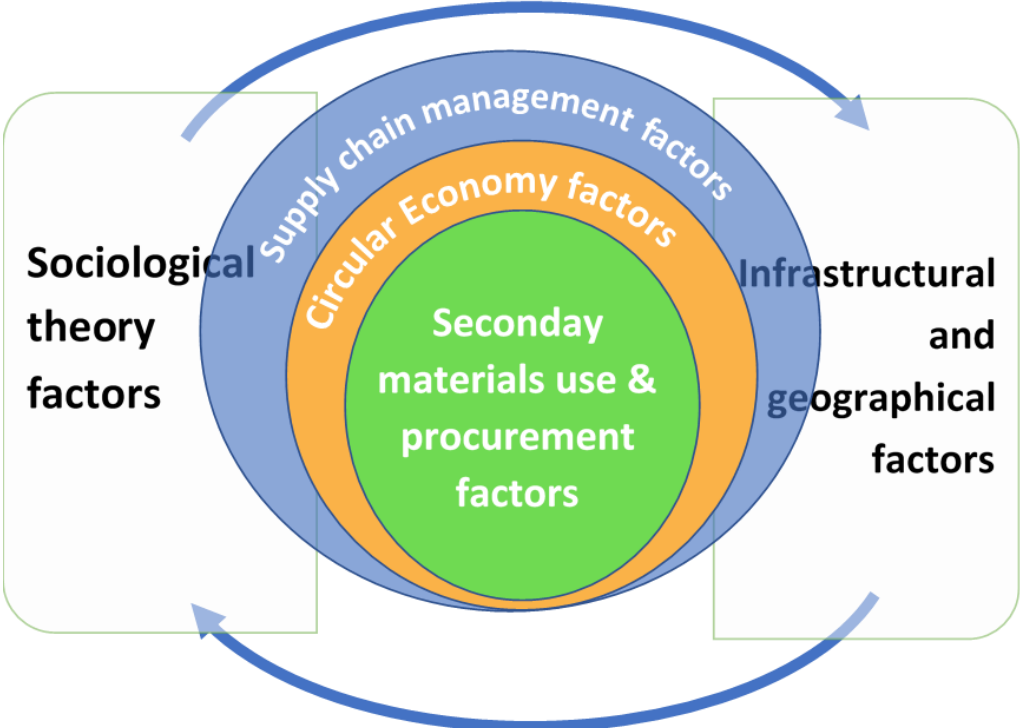 Supply chain management factors
Circular Economy factors
Sociological
theory
factors
Seconday
materials use &
procurement
factors
Infrastructural
and
geographical
factors